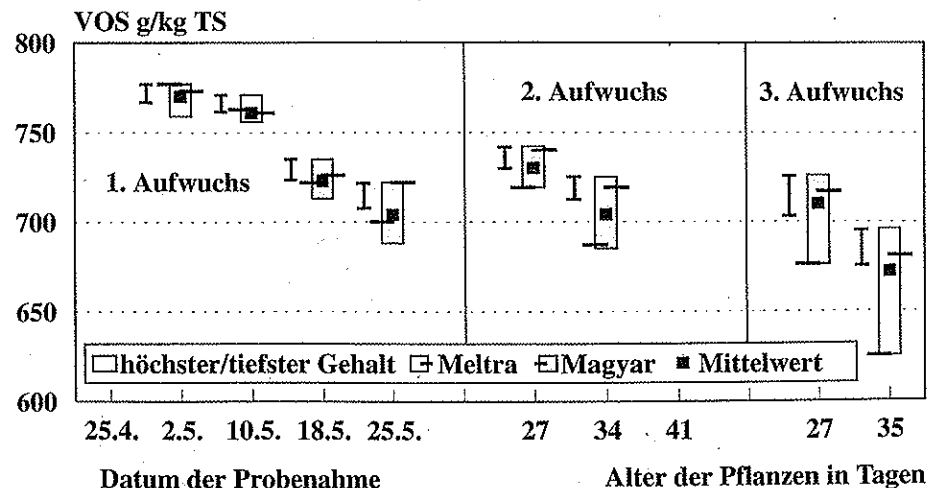 VOS g/kg TS
800
750
700
650
600
1. Aufwuchs
2. Aufwuchs
3. Aufwuchs
höchster/tiefster Gehalt Meltra Magyar Mittelwert
25.4. 2.5. 10.5. 18.5. 25.5. 27 34 41 27 35
Datum der Probenahme Alter der Pflanzen in Tagen